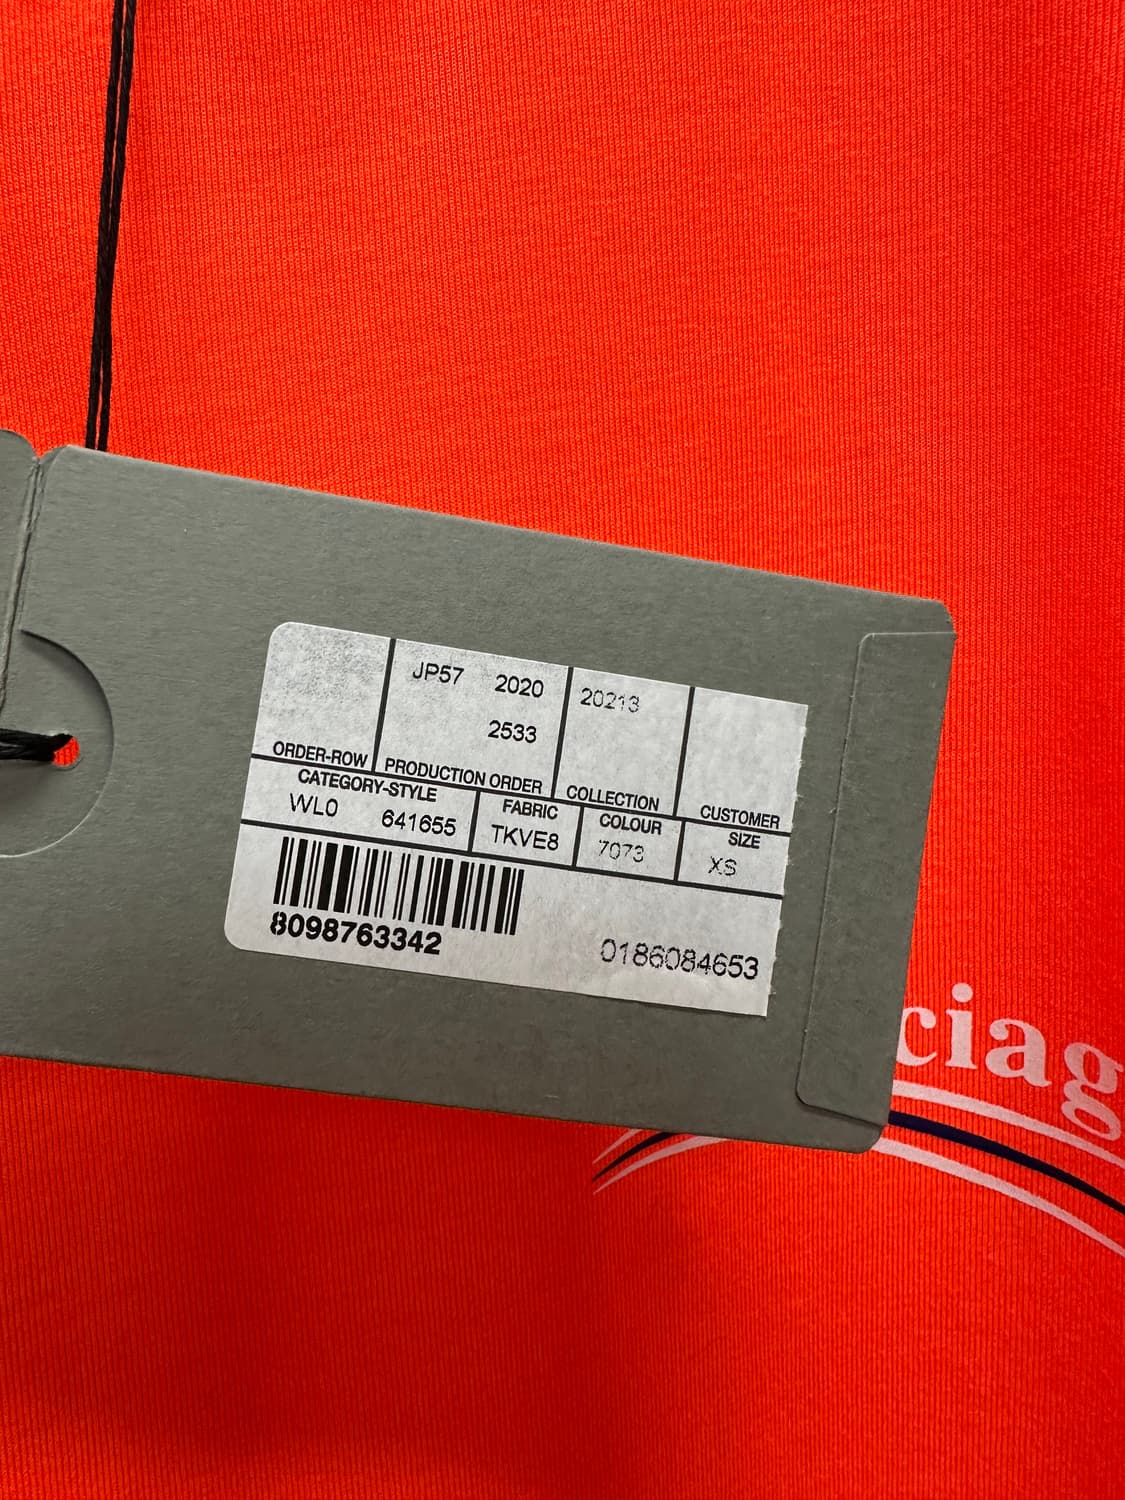 JP57 2020 20213
2533
ORDER-ROW PRODUCTION ORDER COLLECTION CUSTOMER
CATEGORY-STYLE FABRIC COLOUR SIZE
WL0 641655 TKVE8 7073 XS
8098763342 0186084653
ciag